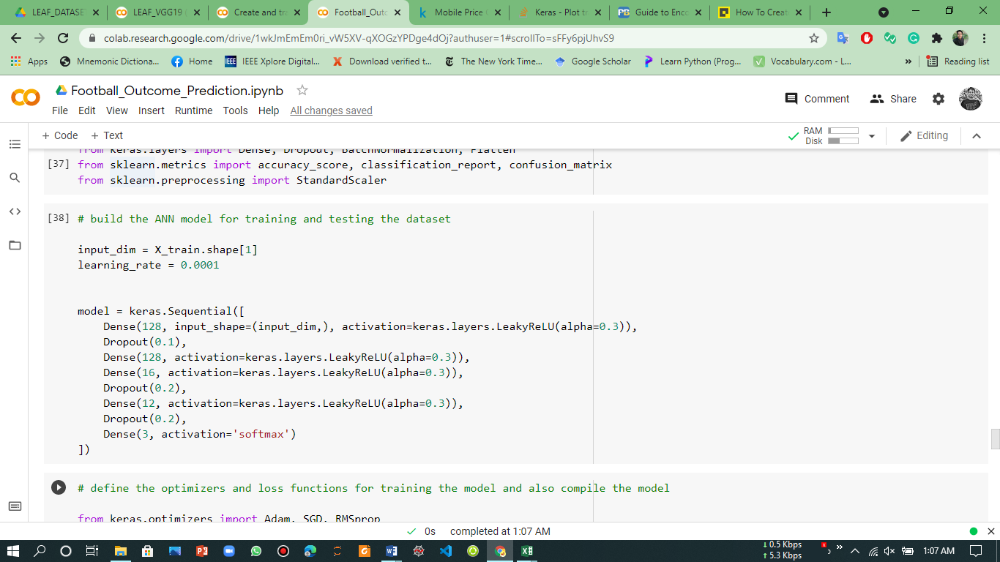 LEAF_DATASE
LEAF_VGG19
Create and tra
Football_Outc
Mobile Price
Keras - Plot t
Guide to Enco
How To Creat
colab.research.google.com/drive/1wkJmEmEm0ri_vW5XV-qXOGzYPDge4dOj?authuser=1#scrollTo=sFFy6pjUhvS9
Apps
Mnemonic Dictiona...
Home
IEEE
IEEE Xplore Digital...
Download verified t...
The New York Time...
Google Scholar
Learn Python (Prog...
Vocabulary.com - L...
»
Reading list
Football_Outcome_Prediction.ipynb
Comment
Share
File Edit View Insert Runtime Tools Help All changes saved
+ Code + Text
RAM
Disk
Editing
from keras.layers import Dense, Dropout, BatchNormalization, Flatten
[37] from sklearn.metrics import accuracy_score, classification_report, confusion_matrix
from sklearn.preprocessing import StandardScaler
[38] # build the ANN model for training and testing the dataset
input_dim = X_train.shape[1]
learning_rate = 0.0001
model = keras.Sequential([
Dense(128, input_shape=(input_dim,), activation=keras.layers.LeakyReLU(alpha=0.3)),
Dropout(0.1),
Dense(128, activation=keras.layers.LeakyReLU(alpha=0.3)),
Dense(16, activation=keras.layers.LeakyReLU(alpha=0.3)),
Dropout(0.2),
Dense(12, activation=keras.layers.LeakyReLU(alpha=0.3)),
Dropout(0.2),
Dense(3, activation='softmax')
])
# define the optimizers and loss functions for training the model and also compile the model
from keras.optimizers import Adam, SGD, RMSprop
0s completed at 1:07 AM
0.5 Kbps
5.3 Kbps
1:07 AM